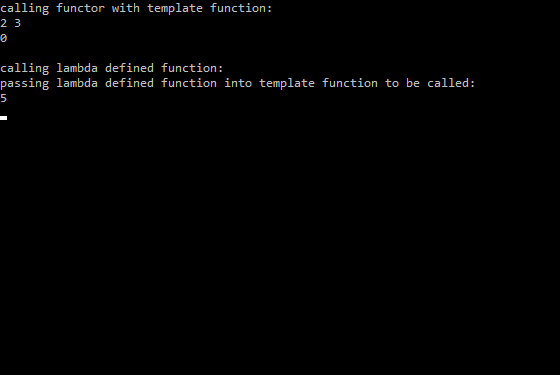 calling functor with template function:
2 3
0
calling lambda defined function:
passing lambda defined function into template function to be called:
5